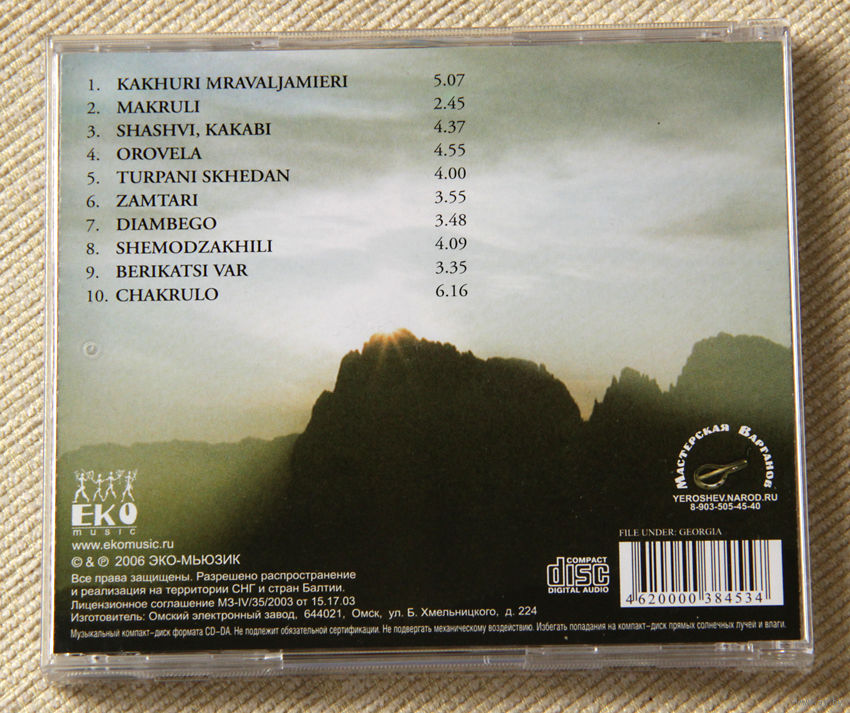 1. KAKHURI MRAVALJAMIERI 5.07
2. MAKRULI 2.45
3. SHASHVI, KAKABI 4.37
4. OROVELA 4.55
5. TURPANI SKHEDAN 4.00
6. ZAMTARI 3.55
7. DIAMBEGO 3.48
8. SHEMODZAKHILI 4.09
9. BERIKATSI VAR 3.35
10. CHAKRULO 6.16
МАСТЕРСКАЯ ВАРГАНОВ
YEROSHEV.NAROD.RU
8-903-505-45-40
EKO
music
www.ekomusic.ru
© & ℗ 2006 ЭКО-МЬЮЗИК
Все права защищены. Разрешено распространение
и реализация на территории СНГ и стран Балтии.
Лицензионное соглашение МЗ-IV/35/2003 от 15.17.03
Изготовитель: Омский электронный завод, 644021, Омск, ул. Б. Хмельницкого, д. 224
Музыкальный компакт-диск формата CD-DA. Не подлежит обязательной сертификации. Не подвергать механическому воздействию. Избегать попадания на компакт-диск прямых солнечных лучей и влаги.
COMPACT
disc
DIGITAL AUDIO
FILE UNDER: GEORGIA
4 620000 384534